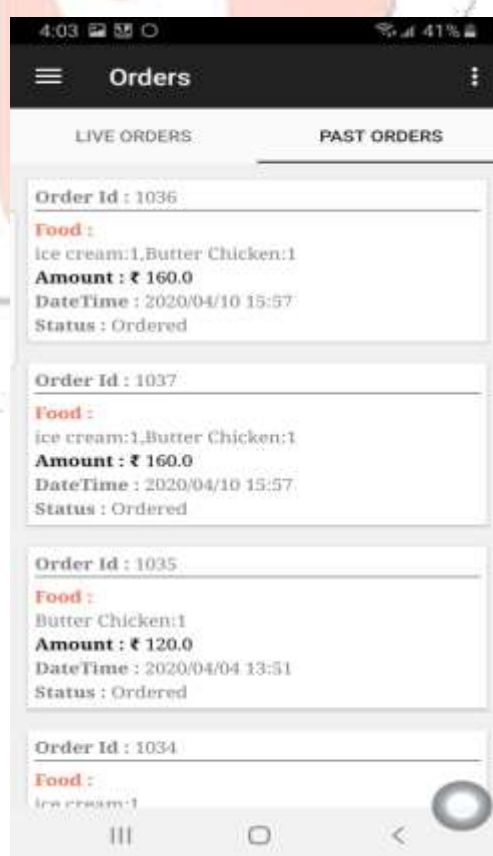 4:03 41%
Orders
LIVE ORDERS PAST ORDERS
Order Id : 1036
Food :
ice cream:1,Butter Chicken:1
Amount : ₹ 160.0
DateTime : 2020/04/10 15:57
Status : Ordered
Order Id : 1037
Food :
ice cream:1,Butter Chicken:1
Amount : ₹ 160.0
DateTime : 2020/04/10 15:57
Status : Ordered
Order Id : 1035
Food :
Butter Chicken:1
Amount : ₹ 120.0
DateTime : 2020/04/04 13:51
Status : Ordered
Order Id : 1034
Food :
ice cream:1